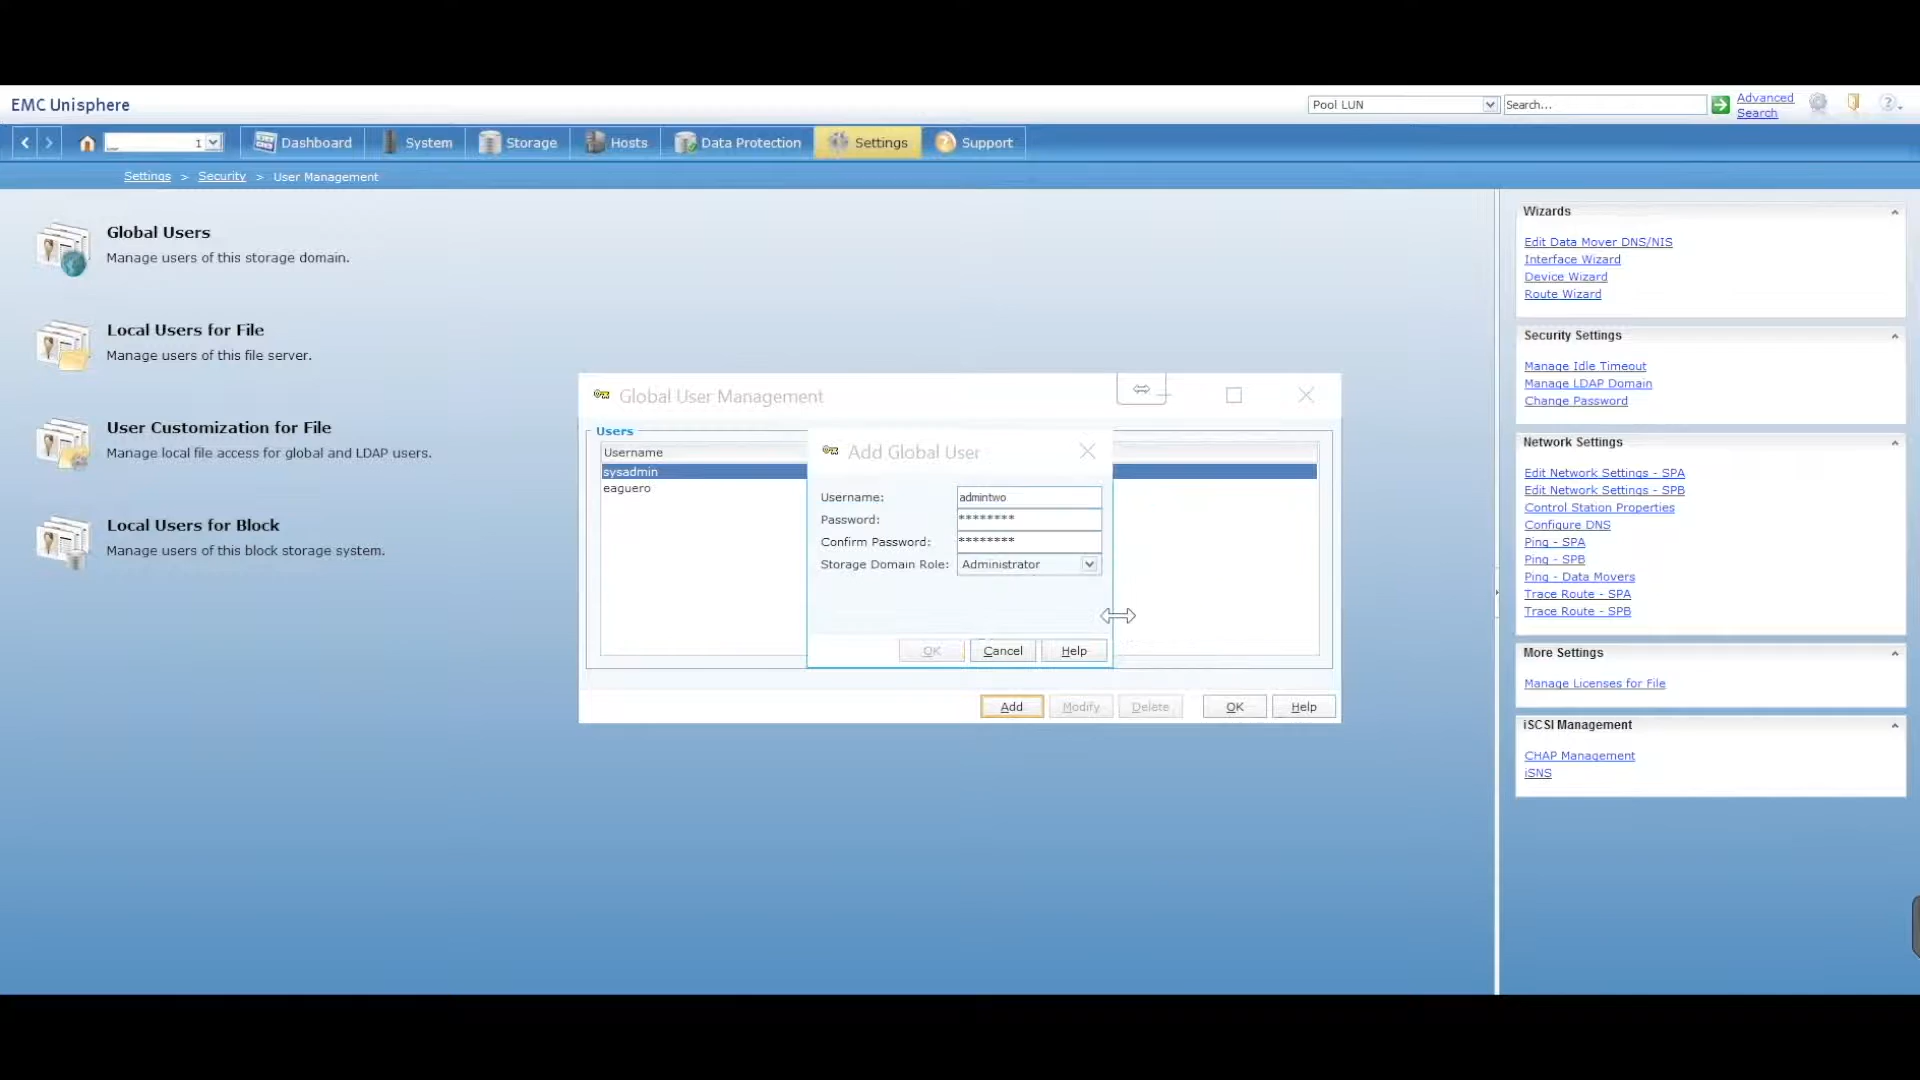 EMC Unisphere
Pool LUN
Search...
Advanced
Search
1
Dashboard
System
Storage
Hosts
Data Protection
Settings
Support
Settings > Security > User Management
Global Users
Manage users of this storage domain.
Local Users for File
Manage users of this file server.
User Customization for File
Manage local file access for global and LDAP users.
Local Users for Block
Manage users of this block storage system.
Global User Management
Users
Username
sysadmin
eaguero
Add Global User
Username: admintwo
Password: ********
Confirm Password: ********
Storage Domain Role: Administrator
OK
Cancel
Help
Add
Modify
Delete
OK
Help
Wizards
Edit Data Mover DNS/NIS
Interface Wizard
Device Wizard
Route Wizard
Security Settings
Manage Idle Timeout
Manage LDAP Domain
Change Password
Network Settings
Edit Network Settings - SPA
Edit Network Settings - SPB
Control Station Properties
Configure DNS
Ping - SPA
Ping - SPB
Ping - Data Movers
Trace Route - SPA
Trace Route - SPB
More Settings
Manage Licenses for File
iSCSI Management
CHAP Management
iSNS